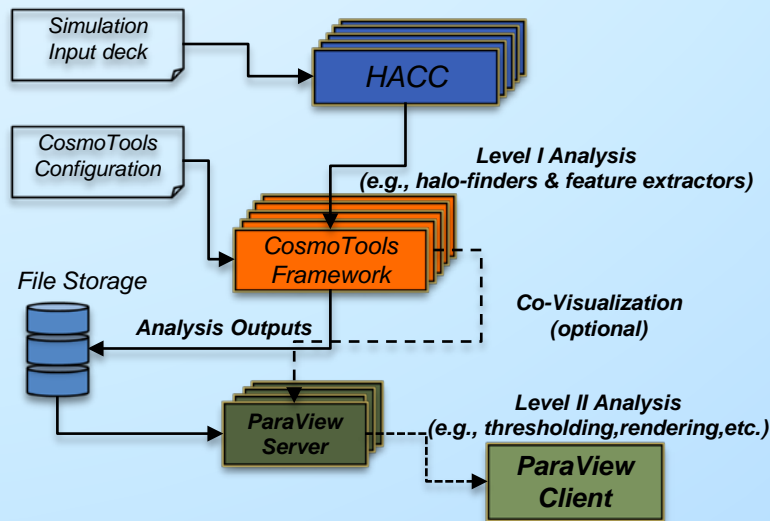 Simulation
Input deck
HACC
CosmoTools
Configuration
Level I Analysis
(e.g., halo-finders & feature extractors)
CosmoTools
Framework
File Storage
Analysis Outputs
Co-Visualization
(optional)
ParaView
Server
Level II Analysis
(e.g., thresholding,rendering,etc.)
ParaView
Client